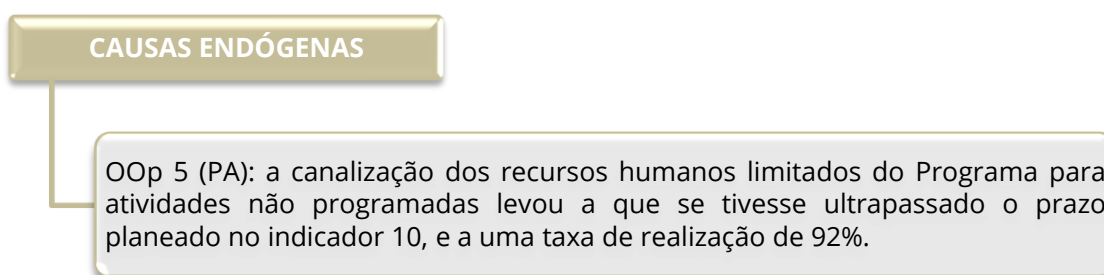 CAUSAS ENDÓGENAS
OOp 5 (PA): a canalização dos recursos humanos limitados do Programa para
atividades não programadas levou a que se tivesse ultrapassado o prazo
planeado no indicador 10, e a uma taxa de realização de 92%.